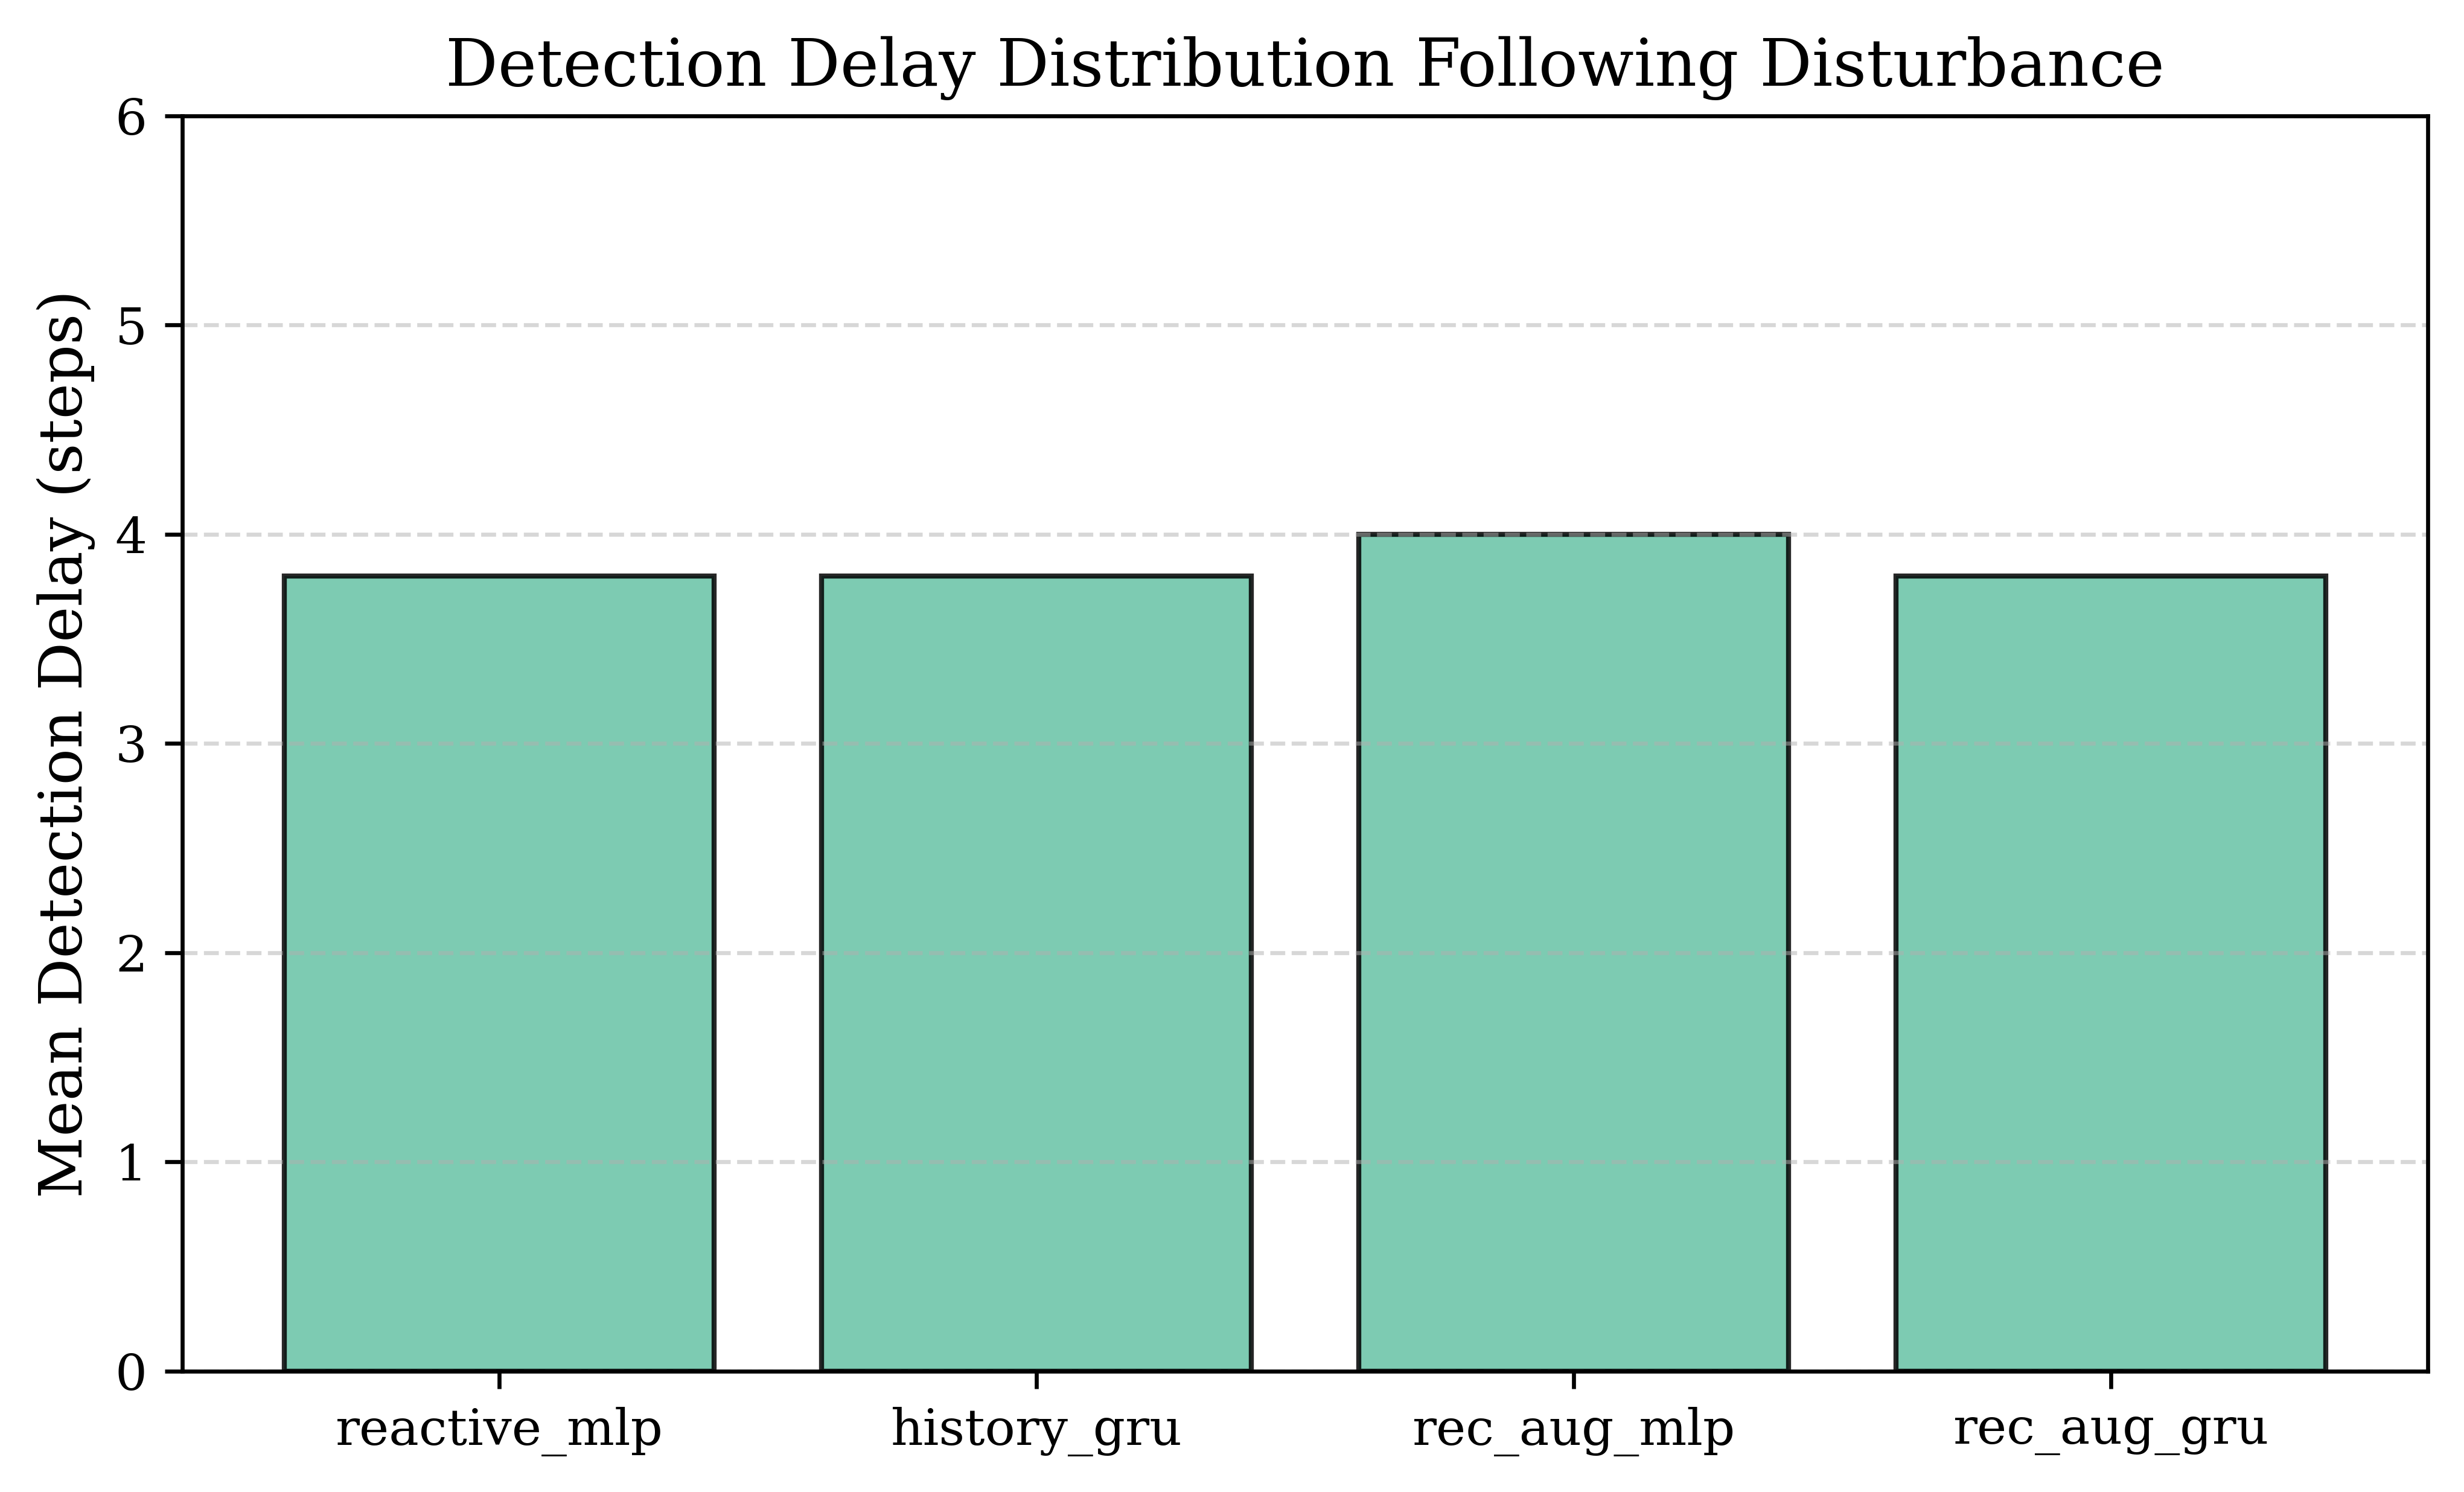 Detection Delay Distribution Following Disturbance
Mean Detection Delay (steps)
6
5
4
3
2
1
0
reactive_mlp
history_gru
rec_aug_mlp
rec_aug_gru